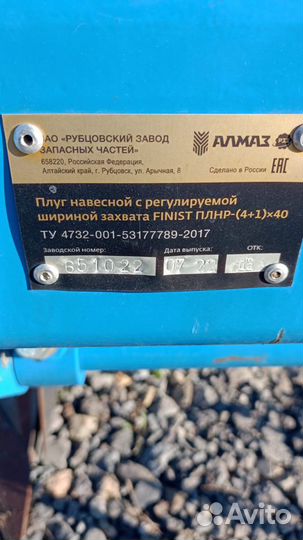 ЗАО «РУБЦОВСКИЙ ЗАВОД
ЗАПАСНЫХ ЧАСТЕЙ»
658220, Российская Федерация,
Алтайский край, г. Рубцовск, ул. Арычная, 8
АЛМАЗ
Сделано в России
ЕАС
Плуг навесной с регулируемой
шириной захвата FINIST ПЛНР-(4+1)×40
ТУ 4732-001-53177789-2017
Заводской номер: Дата выпуска: ОТК:
651022 07
Avito